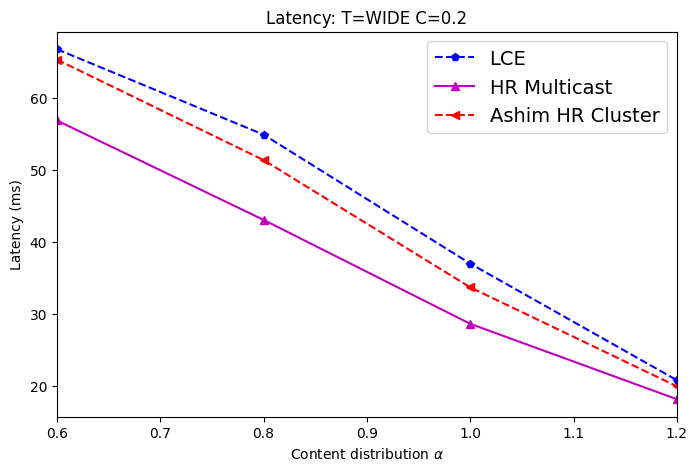 Latency: T=WIDE C=0.2
LCE
HR Multicast
Ashim HR Cluster
60
50
40
30
20
Latency (ms)
0.6 0.7 0.8 0.9 1.0 1.1 1.2
Content distribution α